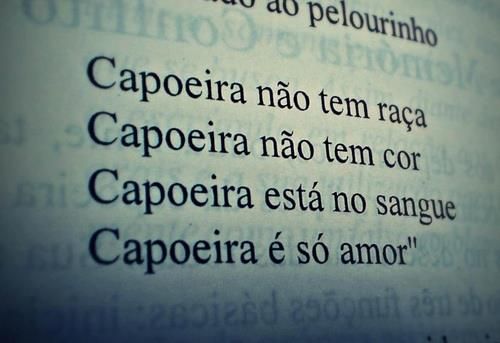 ao pelourinho
Capoeira não tem raça
Capoeira não tem cor
Capoeira está no sangue
Capoeira é só amor"